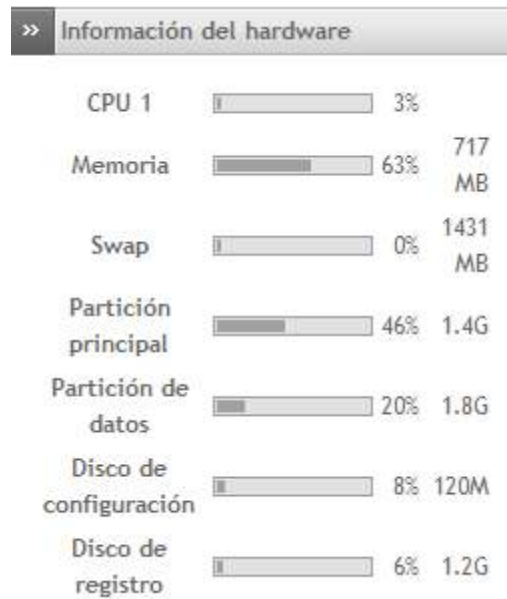 » Información del hardware
CPU 1 3%
Memoria 63% 717 MB
Swap 0% 1431 MB
Partición principal 46% 1.4G
Partición de datos 20% 1.8G
Disco de configuración 8% 120M
Disco de registro 6% 1.2G